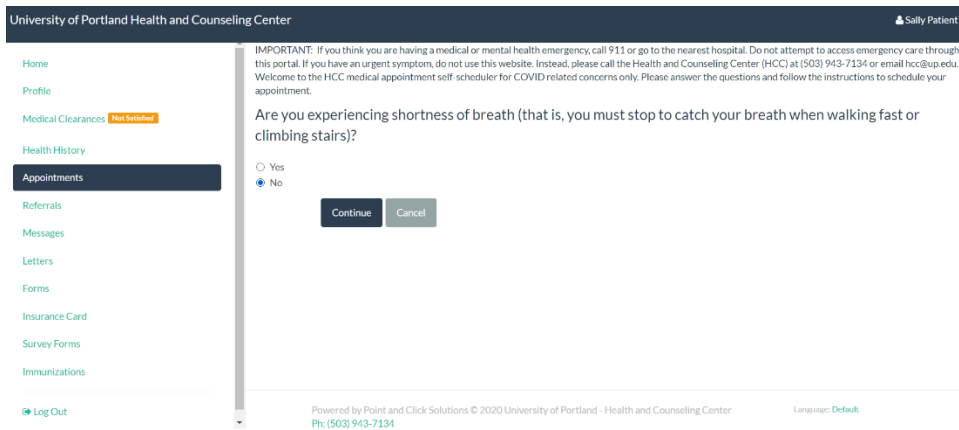 University of Portland Health and Counseling Center
Sally Patient
Home
Profile
Medical Clearances Not Satisfied
Health History
Appointments
Referrals
Messages
Letters
Forms
Insurance Card
Survey Forms
Immunizations
Log Out
IMPORTANT: If you think you are having a medical or mental health emergency, call 911 or go to the nearest hospital. Do not attempt to access emergency care through
this portal. If you have an urgent symptom, do not use this website. Instead, please call the Health and Counseling Center (HCC) at (503) 943-7134 or email hcc@up.edu.
Welcome to the HCC medical appointment self-scheduler for COVID related concerns only. Please answer the questions and follow the instructions to schedule your
appointment.
Are you experiencing shortness of breath (that is, you must stop to catch your breath when walking fast or
climbing stairs)?
Yes
No
Continue Cancel
Powered by Point and Click Solutions © 2020 University of Portland - Health and Counseling Center
Ph: (503) 943-7134
Language: Default